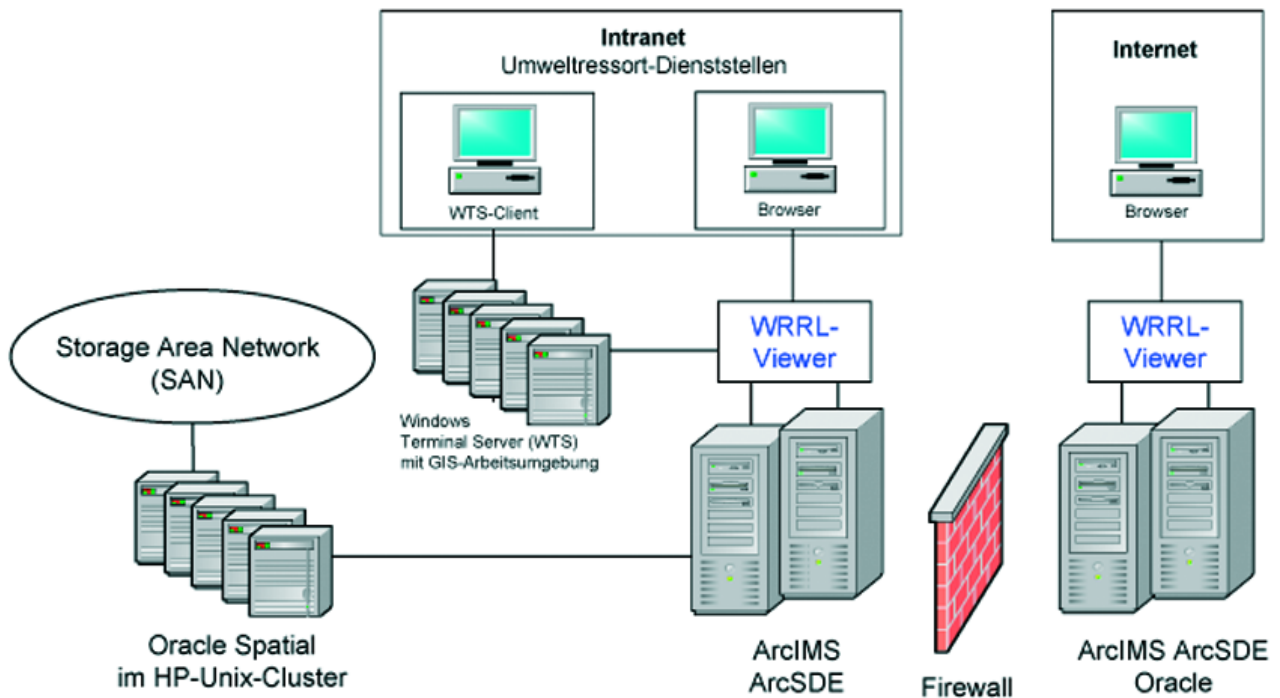 Intranet
Umweltressort-Dienststellen
WTS-Client
Browser
Internet
Browser
Storage Area Network
(SAN)
Windows
Terminal Server (WTS)
mit GIS-Arbeitsumgebung
WRRL-
Viewer
WRRL-
Viewer
Oracle Spatial
im HP-Unix-Cluster
ArcIMS
ArcSDE
Firewall
ArcIMS ArcSDE
Oracle